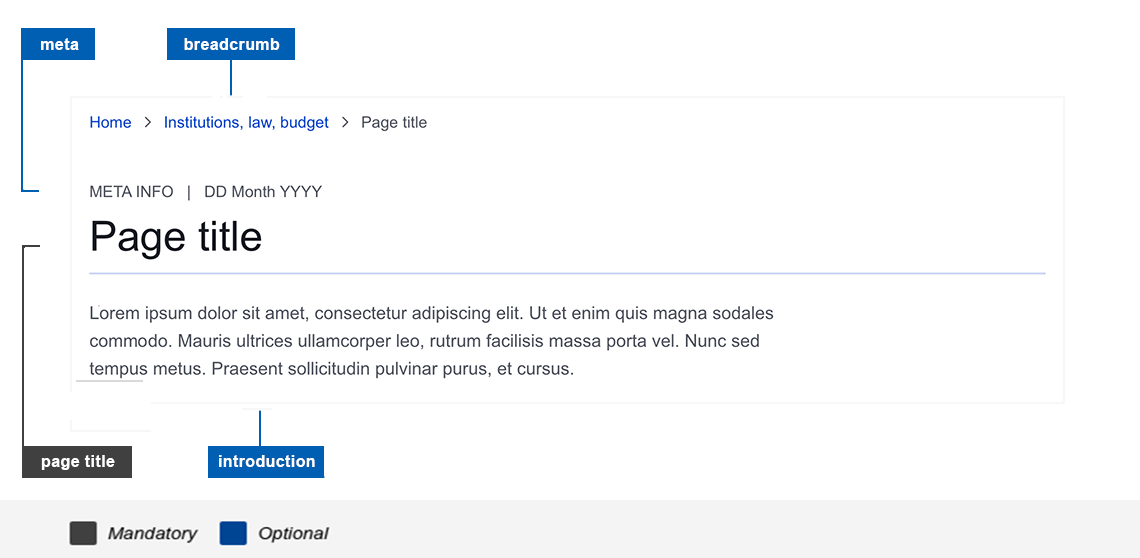 meta breadcrumb
Home > Institutions, law, budget > Page title
META INFO | DD Month YYYY
Page title
Lorem ipsum dolor sit amet, consectetur adipiscing elit. Ut et enim quis magna sodales
commodo. Mauris ultrices ullamcorper leo, rutrum facilisis massa porta vel. Nunc sed
tempus metus. Praesent sollicitudin pulvinar purus, et cursus.
page title introduction
Mandatory Optional